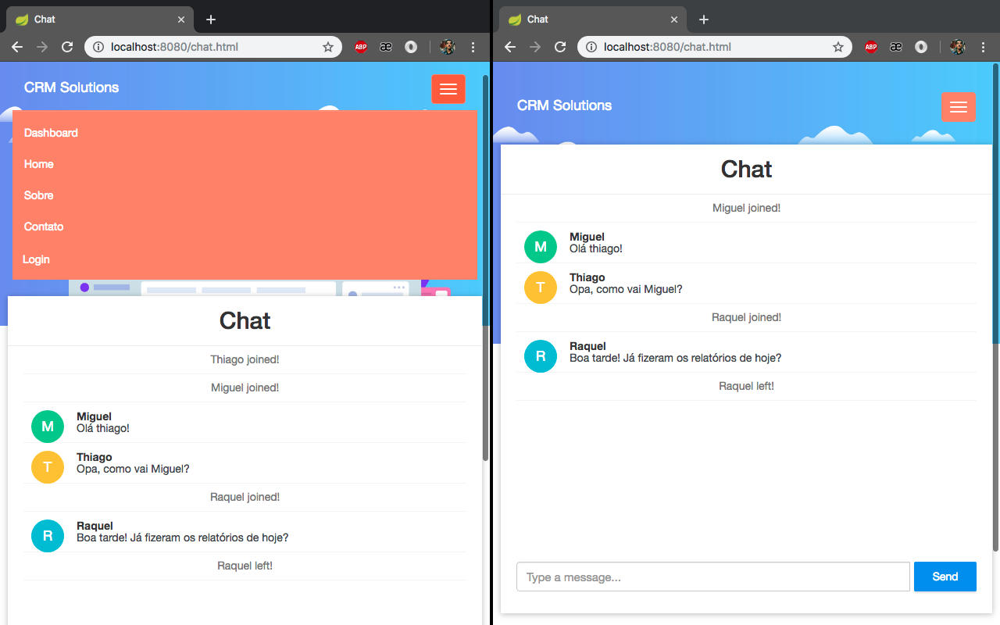 Chat
localhost:8080/chat.html
ABP
æ
CRM Solutions
Dashboard
Home
Sobre
Contato
Login
Chat
Thiago joined!
Miguel joined!
M
Miguel
Olá thiago!
T
Thiago
Opa, como vai Miguel?
Raquel joined!
R
Raquel
Boa tarde! Já fizeram os relatórios de hoje?
Raquel left!
Chat
localhost:8080/chat.html
ABP
æ
CRM Solutions
Chat
Miguel joined!
M
Miguel
Olá thiago!
T
Thiago
Opa, como vai Miguel?
Raquel joined!
R
Raquel
Boa tarde! Já fizeram os relatórios de hoje?
Raquel left!
Type a message...
Send